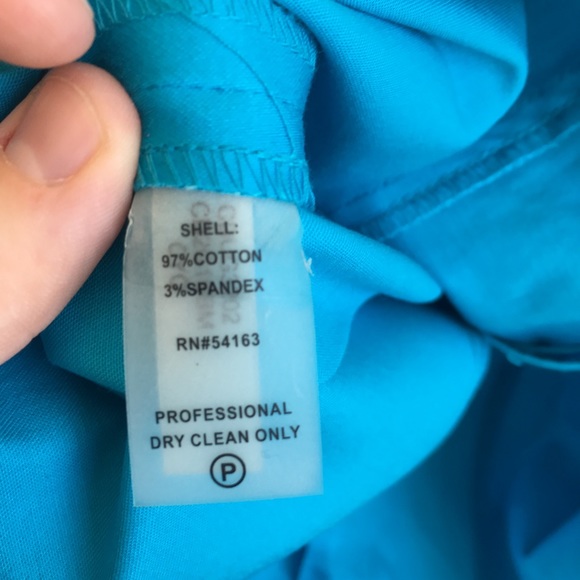 SHELL:
97%COTTON
3%SPANDEX
RN#54163
PROFESSIONAL
DRY CLEAN ONLY
P